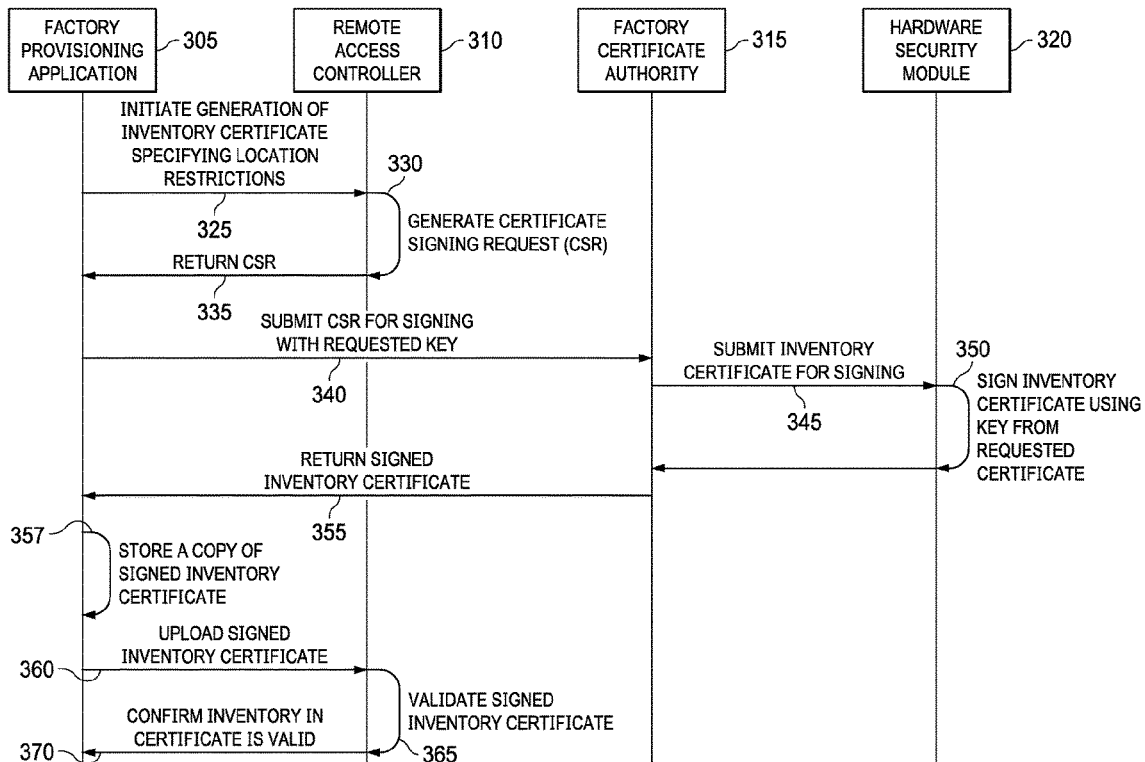 FACTORY
PROVISIONING
APPLICATION
305
REMOTE
ACCESS
CONTROLLER
310
FACTORY
CERTIFICATE
AUTHORITY
315
HARDWARE
SECURITY
MODULE
320
INITIATE GENERATION OF
INVENTORY CERTIFICATE
SPECIFYING LOCATION
RESTRICTIONS
325
330
GENERATE CERTIFICATE
SIGNING REQUEST (CSR)
RETURN CSR
335
SUBMIT CSR FOR SIGNING
WITH REQUESTED KEY
340
SUBMIT INVENTORY
CERTIFICATE FOR SIGNING
345
350
SIGN INVENTORY
CERTIFICATE USING
KEY FROM
REQUESTED
CERTIFICATE
RETURN SIGNED
INVENTORY CERTIFICATE
355
357
STORE A COPY OF
SIGNED INVENTORY
CERTIFICATE
UPLOAD SIGNED
INVENTORY CERTIFICATE
360
VALIDATE SIGNED
INVENTORY CERTIFICATE
365
CONFIRM INVENTORY IN
CERTIFICATE IS VALID
370